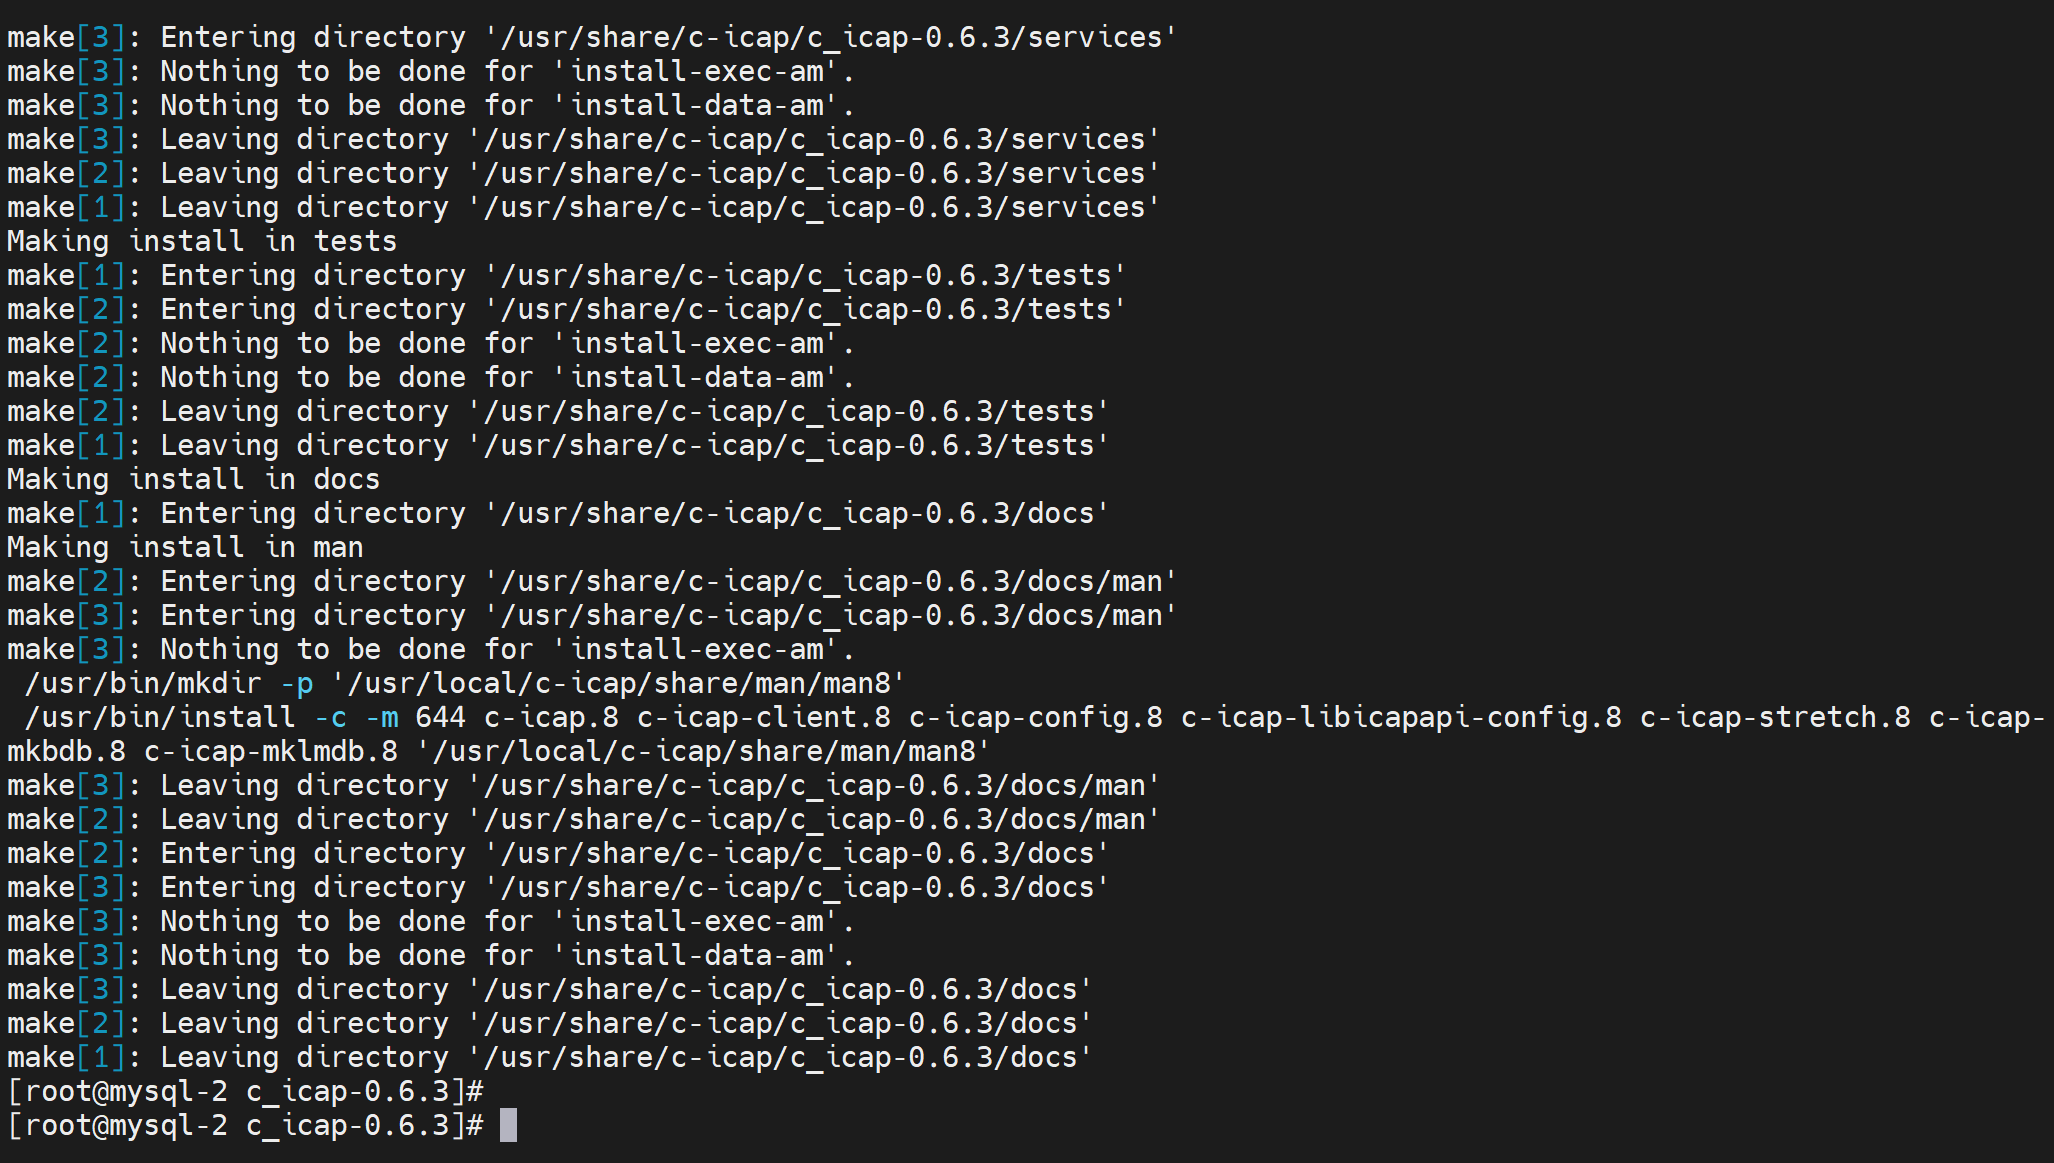 make[3]: Entering directory '/usr/share/c-icap/c_icap-0.6.3/services'
make[3]: Nothing to be done for 'install-exec-am'.
make[3]: Nothing to be done for 'install-data-am'.
make[3]: Leaving directory '/usr/share/c-icap/c_icap-0.6.3/services'
make[2]: Leaving directory '/usr/share/c-icap/c_icap-0.6.3/services'
make[1]: Leaving directory '/usr/share/c-icap/c_icap-0.6.3/services'
Making install in tests
make[1]: Entering directory '/usr/share/c-icap/c_icap-0.6.3/tests'
make[2]: Entering directory '/usr/share/c-icap/c_icap-0.6.3/tests'
make[2]: Nothing to be done for 'install-exec-am'.
make[2]: Nothing to be done for 'install-data-am'.
make[2]: Leaving directory '/usr/share/c-icap/c_icap-0.6.3/tests'
make[1]: Leaving directory '/usr/share/c-icap/c_icap-0.6.3/tests'
Making install in docs
make[1]: Entering directory '/usr/share/c-icap/c_icap-0.6.3/docs'
Making install in man
make[2]: Entering directory '/usr/share/c-icap/c_icap-0.6.3/docs/man'
make[3]: Entering directory '/usr/share/c-icap/c_icap-0.6.3/docs/man'
make[3]: Nothing to be done for 'install-exec-am'.
 /usr/bin/mkdir -p '/usr/local/c-icap/share/man/man8'
 /usr/bin/install -c -m 644 c-icap.8 c-icap-client.8 c-icap-config.8 c-icap-libicapapi-config.8 c-icap-stretch.8 c-icap-
mkbdb.8 c-icap-mklmdb.8 '/usr/local/c-icap/share/man/man8'
make[3]: Leaving directory '/usr/share/c-icap/c_icap-0.6.3/docs/man'
make[2]: Leaving directory '/usr/share/c-icap/c_icap-0.6.3/docs/man'
make[2]: Entering directory '/usr/share/c-icap/c_icap-0.6.3/docs'
make[3]: Entering directory '/usr/share/c-icap/c_icap-0.6.3/docs'
make[3]: Nothing to be done for 'install-exec-am'.
make[3]: Nothing to be done for 'install-data-am'.
make[3]: Leaving directory '/usr/share/c-icap/c_icap-0.6.3/docs'
make[2]: Leaving directory '/usr/share/c-icap/c_icap-0.6.3/docs'
make[1]: Leaving directory '/usr/share/c-icap/c_icap-0.6.3/docs'
[root@mysql-2 c_icap-0.6.3]#
[root@mysql-2 c_icap-0.6.3]#